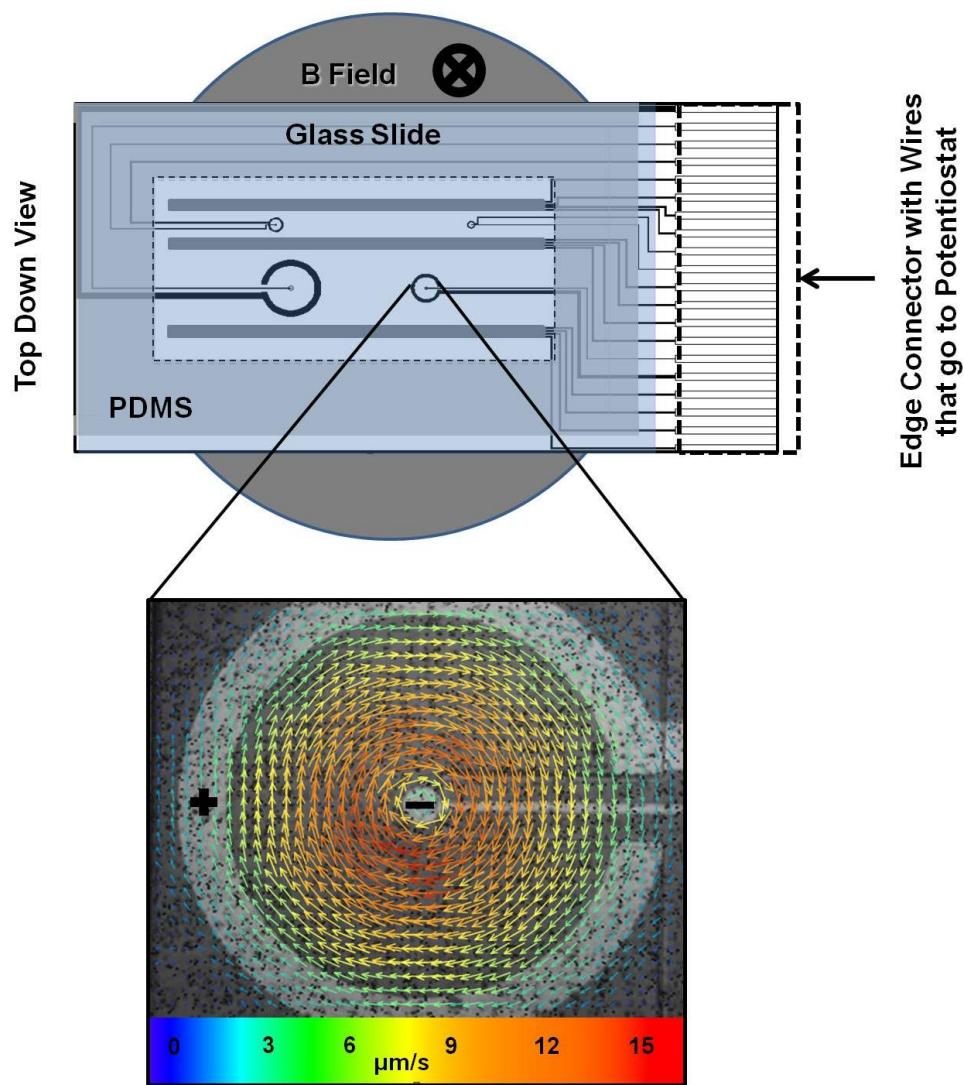 B Field
Glass Slide
Top Down View
PDMS
Edge Connector with Wires
that go to Potentiostat
+
−
0 3 6 9 12 15
µm/s